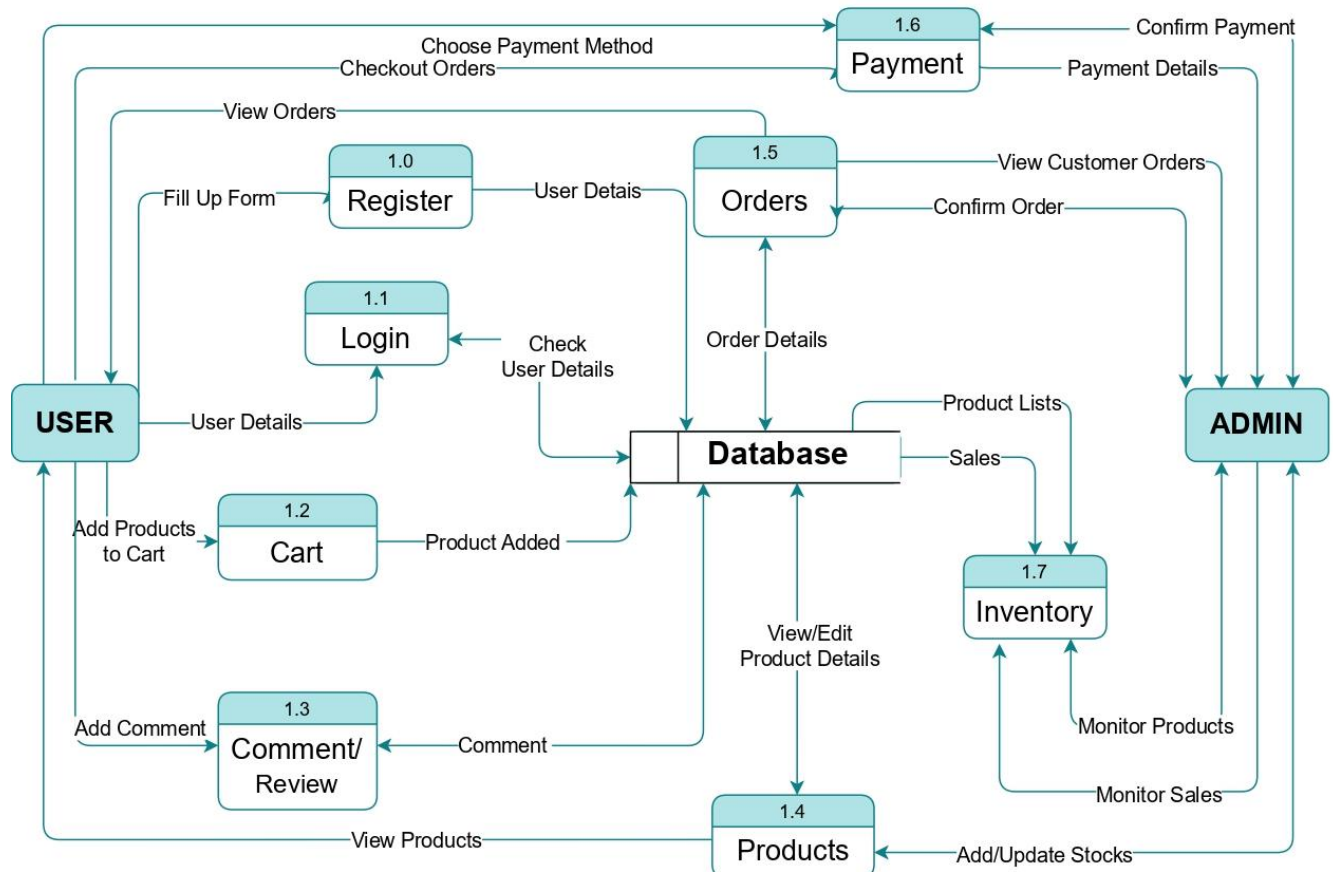 1.6
Confirm Payment
Choose Payment Method
Payment
Checkout Orders
Payment Details
View Orders
1.0
1.5
View Customer Orders
Fill Up Form
Register
User Detais
Orders
Confirm Order
1.1
Login
Check
User Details
Order Details
USER
User Details
Product Lists
ADMIN
Database
Sales
1.2
Add Products
to Cart
Cart
Product Added
1.7
Inventory
View/Edit
Product Details
1.3
Add Comment
Comment/
Review
Comment
Monitor Products
Monitor Sales
1.4
View Products
Products
Add/Update Stocks